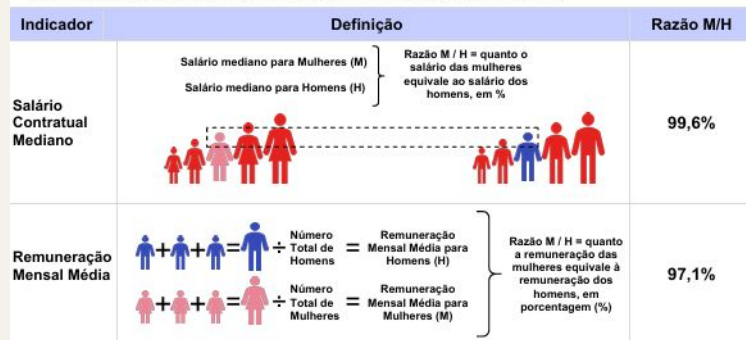 Indicador Definição Razão M/H
Salário
Contratual
Mediano
Salário mediano para Mulheres (M)
Salário mediano para Homens (H)
Razão M / H = quanto o
salário das mulheres
equivale ao salário dos
homens, em %
99,6%
Remuneração
Mensal Média
+ + = ÷
Número
Total de
Homens
=
Remuneração
Mensal Média para
Homens (H)
+ + = ÷
Número
Total de
Mulheres
=
Remuneração
Mensal Média para
Mulheres (M)
Razão M / H = quanto
a remuneração das
mulheres equivale à
remuneração dos
homens, em
porcentagem (%)
97,1%